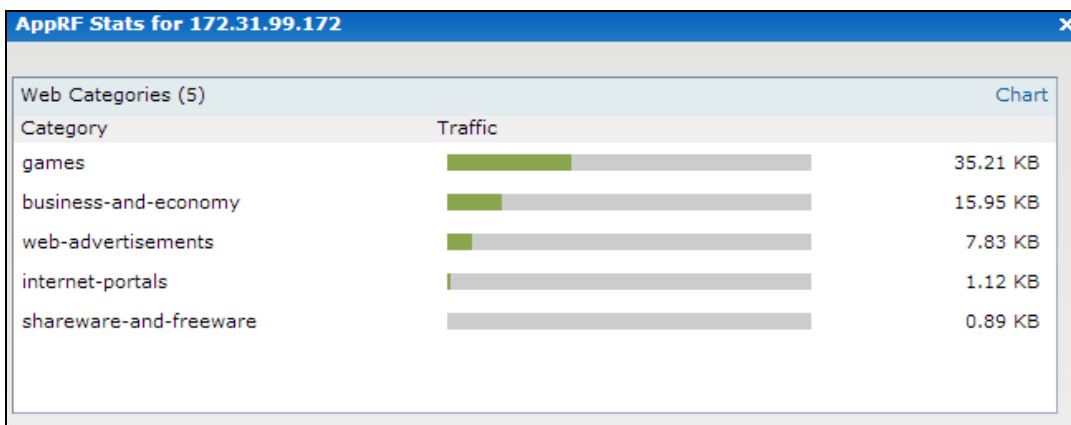 AppRF Stats for 172.31.99.172 x
Web Categories (5) Chart
Category Traffic
games 35.21 KB
business-and-economy 15.95 KB
web-advertisements 7.83 KB
internet-portals 1.12 KB
shareware-and-freeware 0.89 KB